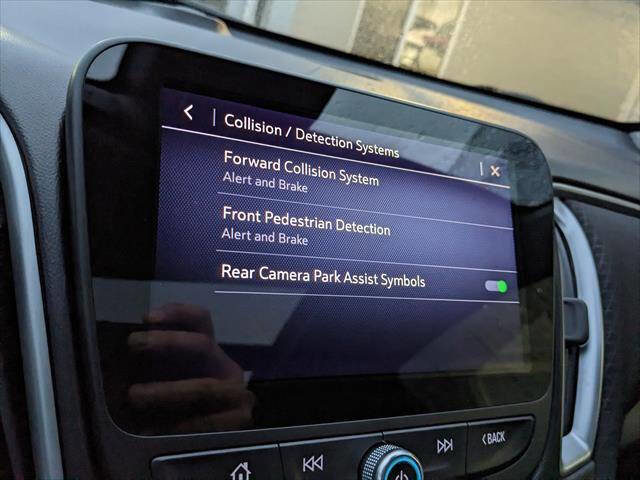 Collision / Detection Systems
Forward Collision System
Alert and Brake
Front Pedestrian Detection
Alert and Brake
Rear Camera Park Assist Symbols
BACK